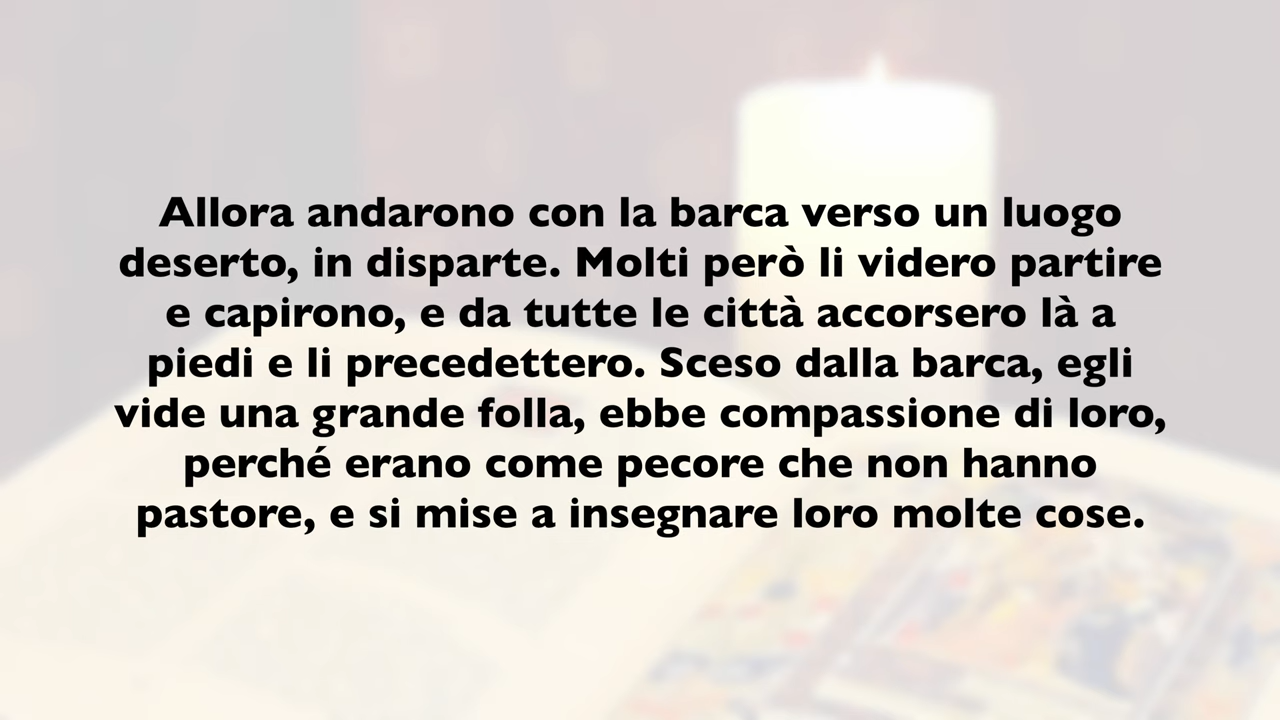 Allora andarono con la barca verso un luogo
deserto, in disparte. Molti però li videro partire
e capirono, e da tutte le città accorsero là a
piedi e li precedettero. Sceso dalla barca, egli
vide una grande folla, ebbe compassione di loro,
perché erano come pecore che non hanno
pastore, e si mise a insegnare loro molte cose.